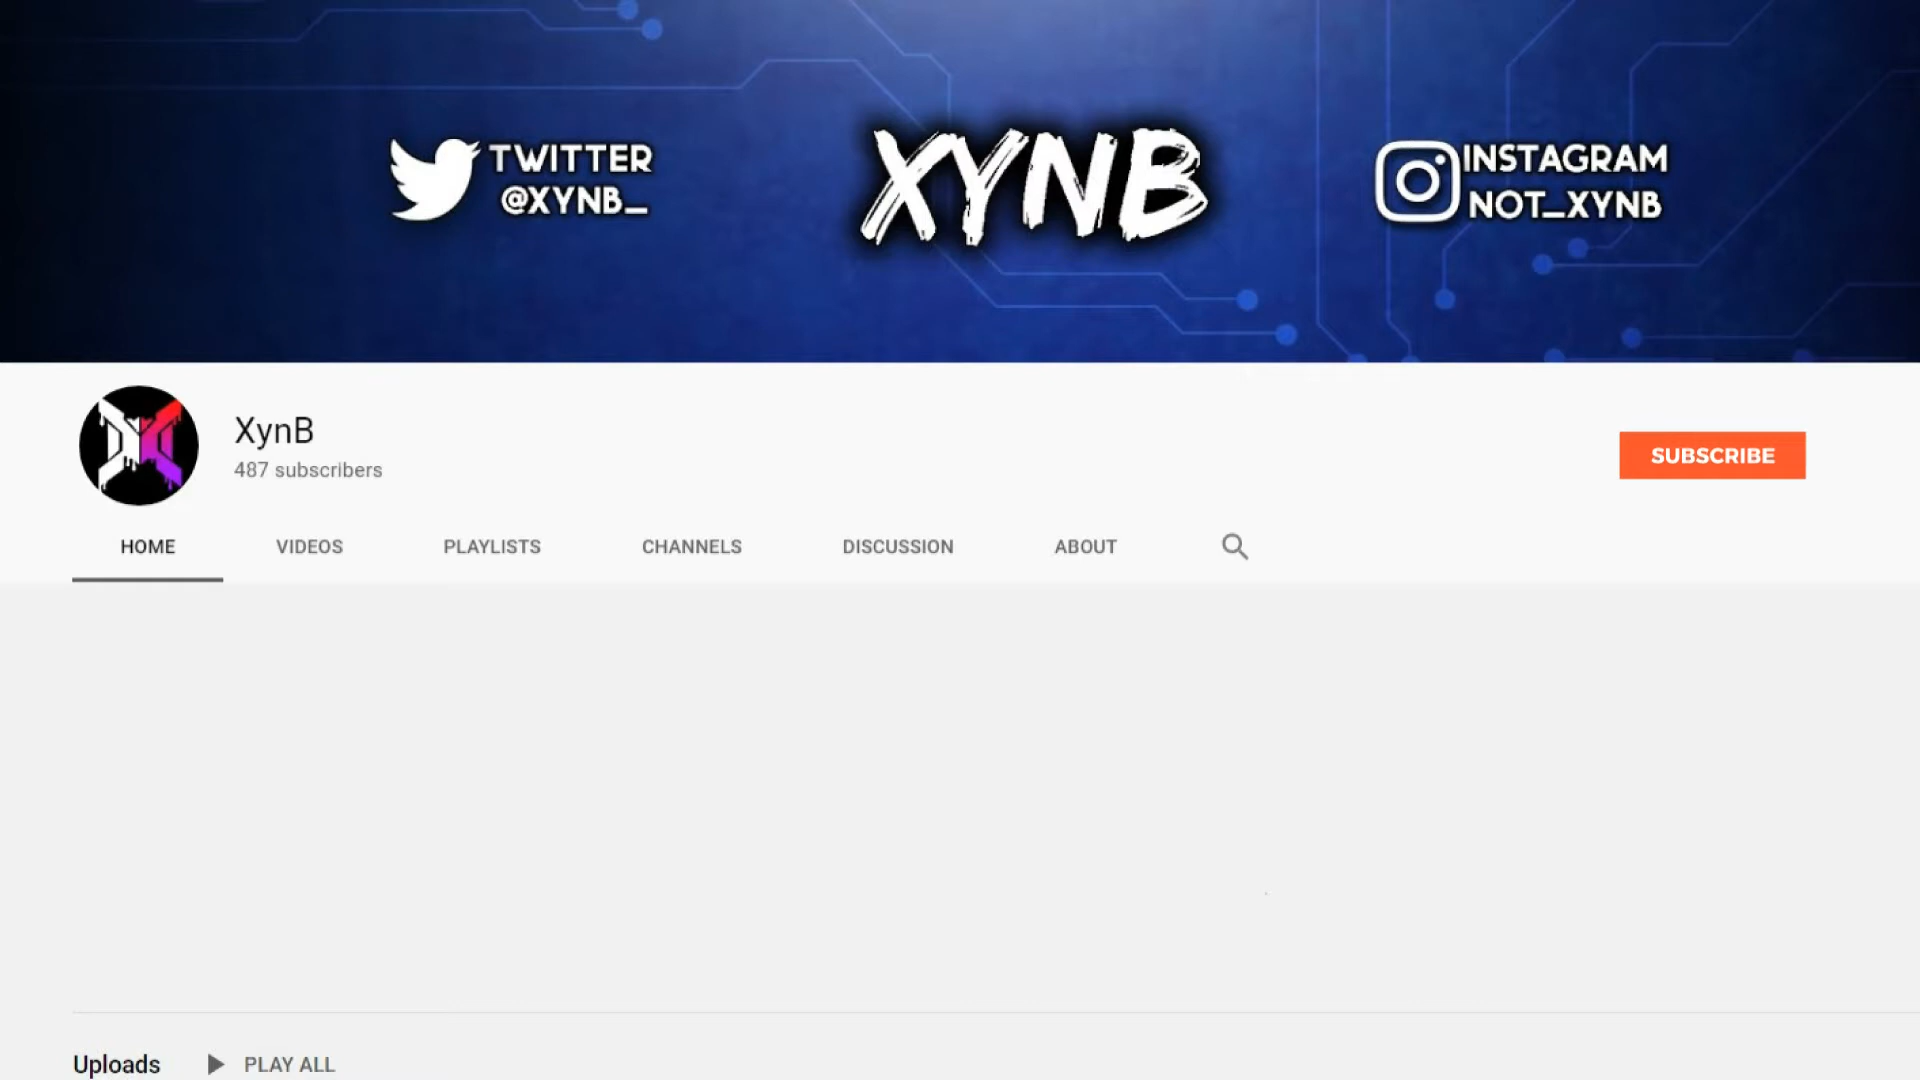 TWITTER
@XYNB_
XYNB
INSTAGRAM
NOT_XYNB
XynB
487 subscribers
SUBSCRIBE
HOME VIDEOS PLAYLISTS CHANNELS DISCUSSION ABOUT
Uploads PLAY ALL